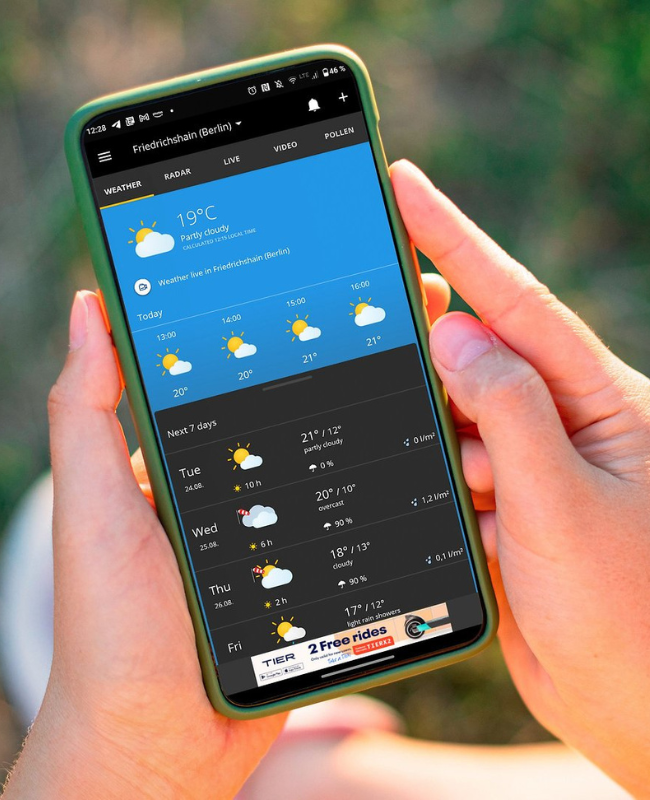 12:28 LTE 46 %
Friedrichshain (Berlin)
WEATHER RADAR LIVE VIDEO POLLEN
19°C
Partly cloudy
CALCULATED 12:15 LOCAL TIME
Weather live in Friedrichshain (Berlin)
Today
13:00 14:00 15:00 16:00
20° 20° 21° 21°
Next 7 days
Tue 21° / 12°
partly cloudy
24.08. 10 h 0 % 0 l/m²
Wed 20° / 10°
overcast
25.08. 6 h 90 % 1,2 l/m²
Thu 18° / 13°
cloudy
26.08. 2 h 90 % 0,1 l/m²
Fri 17° / 12°
light rain showers
TIER
2 Free rides
TIERX2